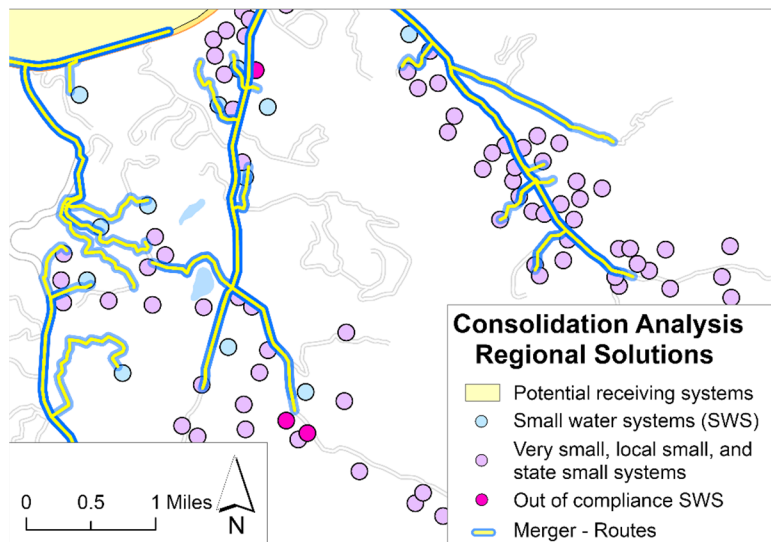 Consolidation Analysis
Regional Solutions
Potential receiving systems
Small water systems (SWS)
Very small, local small, and
state small systems
Out of compliance SWS
Merger - Routes
0 0.5 1 Miles
N